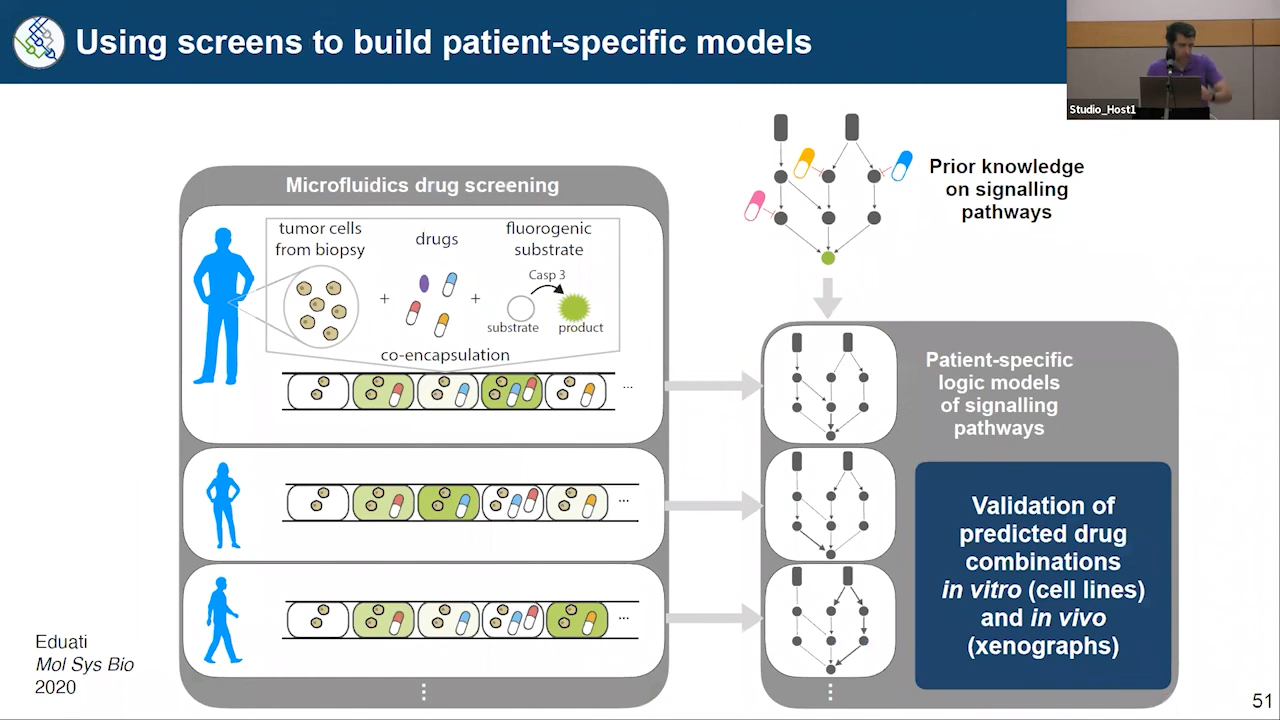 Using screens to build patient-specific models
Studio_Host1
Microfluidics drug screening
tumor cells
from biopsy
+
drugs
+
fluorogenic
substrate
Casp 3
substrate
product
co-encapsulation
...
...
...
⋮
Prior knowledge
on signalling
pathways
Patient-specific
logic models
of signalling
pathways
Validation of
predicted drug
combinations
in vitro (cell lines)
and in vivo
(xenographs)
⋮
Eduati
Mol Sys Bio
2020
51